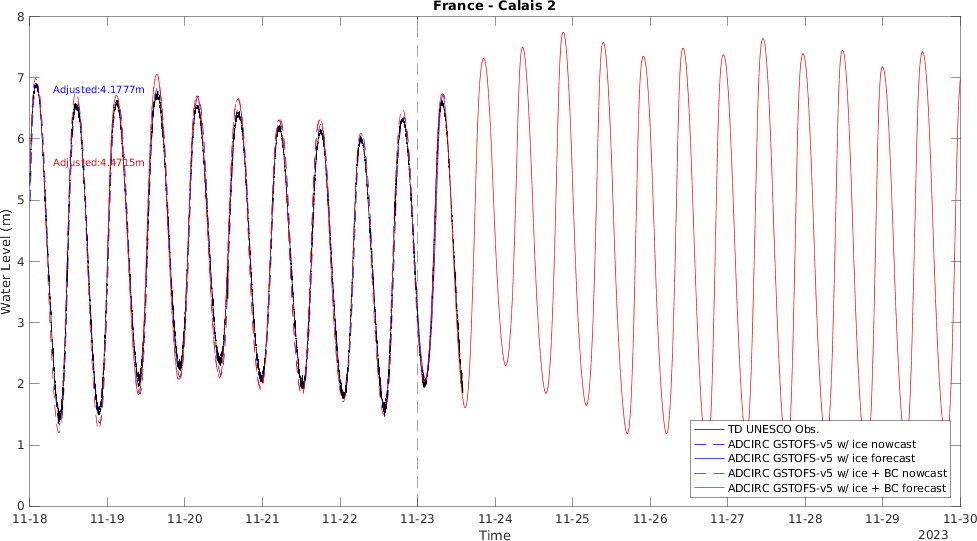 France - Calais 2
8
7
6
5
4
3
2
1
0
Water Level (m)
Adjusted:4.1777m
Adjusted:4.4715m
TD UNESCO Obs.
ADCIRC GSTOFS-v5 w/ ice nowcast
ADCIRC GSTOFS-v5 w/ ice forecast
ADCIRC GSTOFS-v5 w/ ice + BC nowcast
ADCIRC GSTOFS-v5 w/ ice + BC forecast
11-18 11-19 11-20 11-21 11-22 11-23 11-24 11-25 11-26 11-27 11-28 11-29 11-30
Time
2023